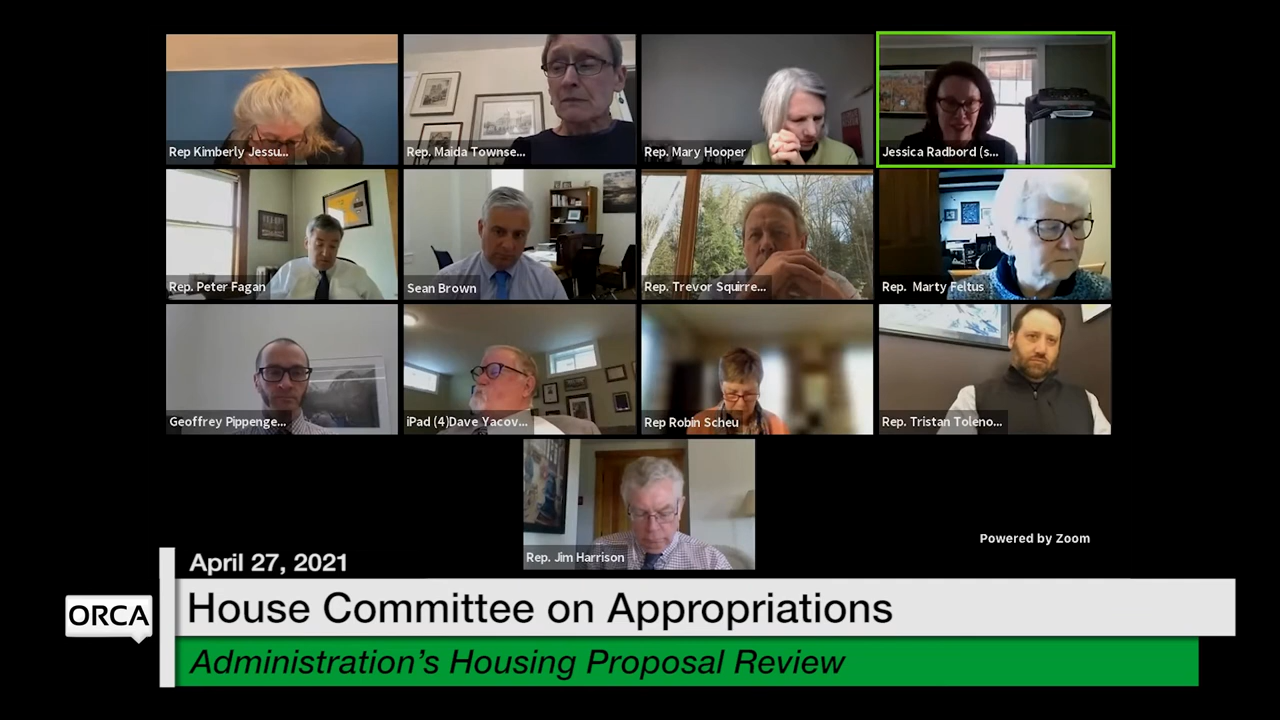 Rep Kimberly Jessu...
Rep. Maida Townse...
Rep. Mary Hooper
Jessica Radbord (s...
Rep. Peter Fagan
Sean Brown
Rep. Trevor Squirre...
Rep. Marty Feltus
Geoffrey Pippenge...
iPad (4)Dave Yacov...
Rep Robin Scheu
Rep. Tristan Toleno...
Rep. Jim Harrison
Powered by Zoom
April 27, 2021
ORCA
House Committee on Appropriations
Administration's Housing Proposal Review